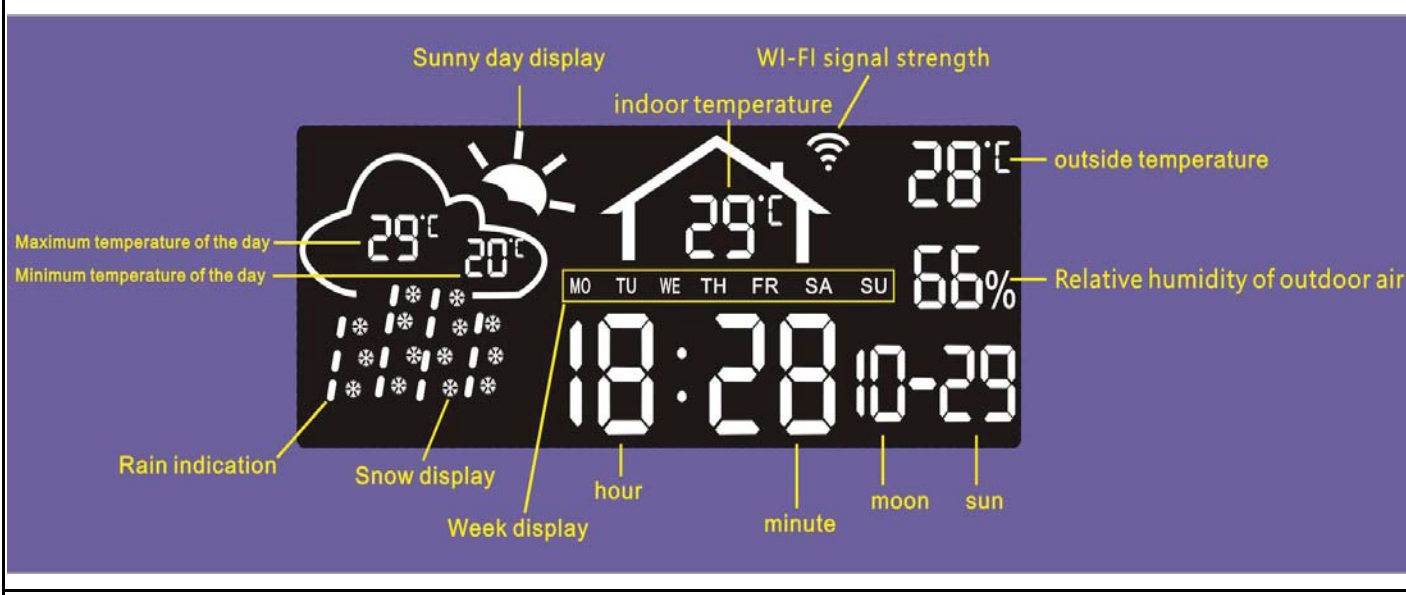 Sunny day display
WI-FI signal strength
indoor temperature
28°C
outside temperature
29°C
29°C
Maximum temperature of the day
20°C
Minimum temperature of the day
66%
Relative humidity of outdoor air
MO TU WE TH FR SA SU
18:28
10-29
Rain indication
Snow display
hour
moon
sun
Week display
minute